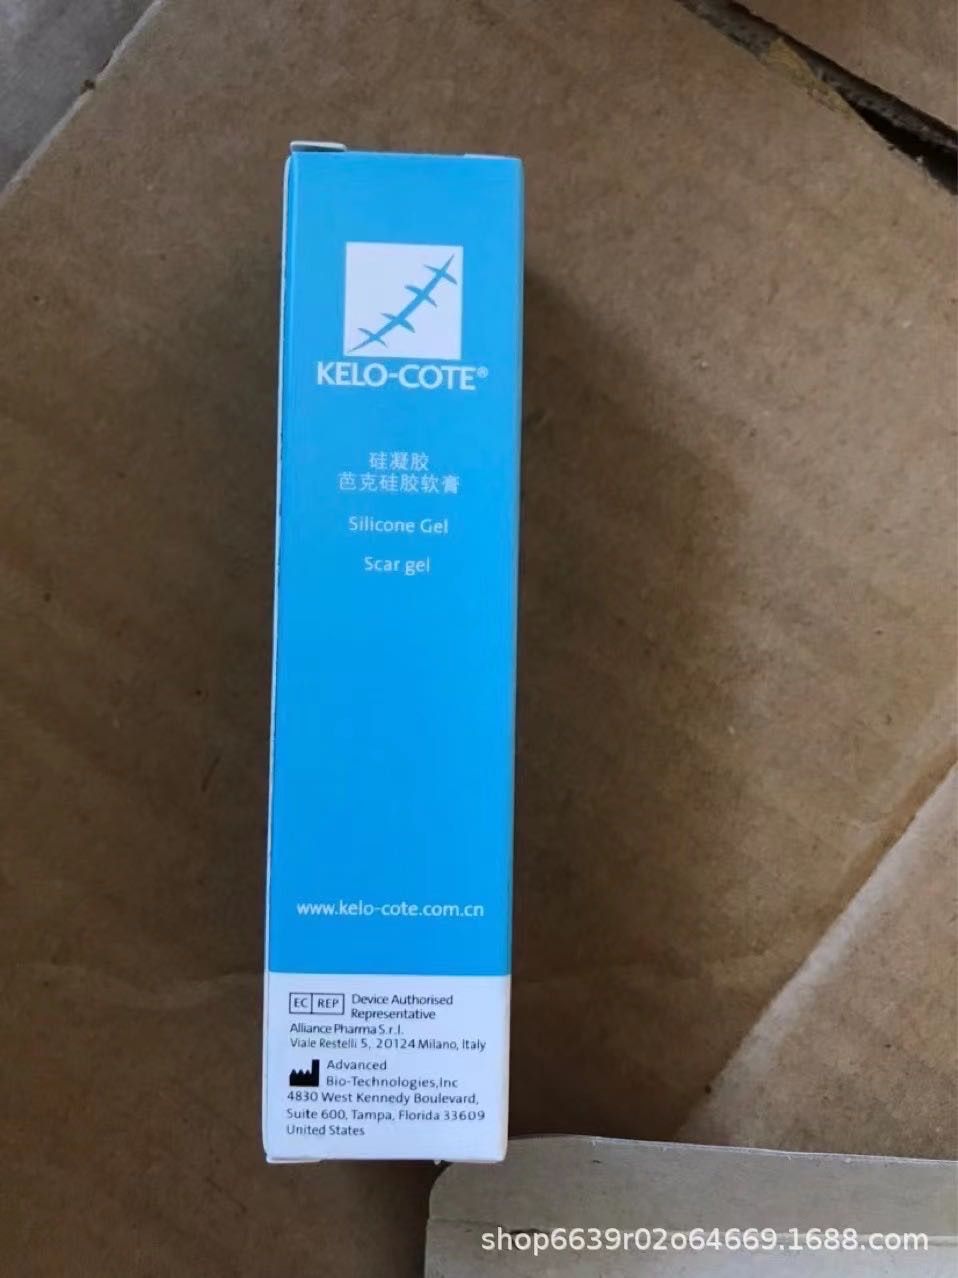 KELO-COTE®
硅凝胶
芭克硅胶软膏
Silicone Gel
Scar gel
www.kelo-cote.com.cn
EC REP Device Authorised
Representative
Alliance Pharma S.r.l.
Viale Restelli 5, 20124 Milano, Italy
Advanced
Bio-Technologies,Inc
4830 West Kennedy Boulevard,
Suite 600, Tampa, Florida 33609
United States
shop6639r02o64669.1688.com